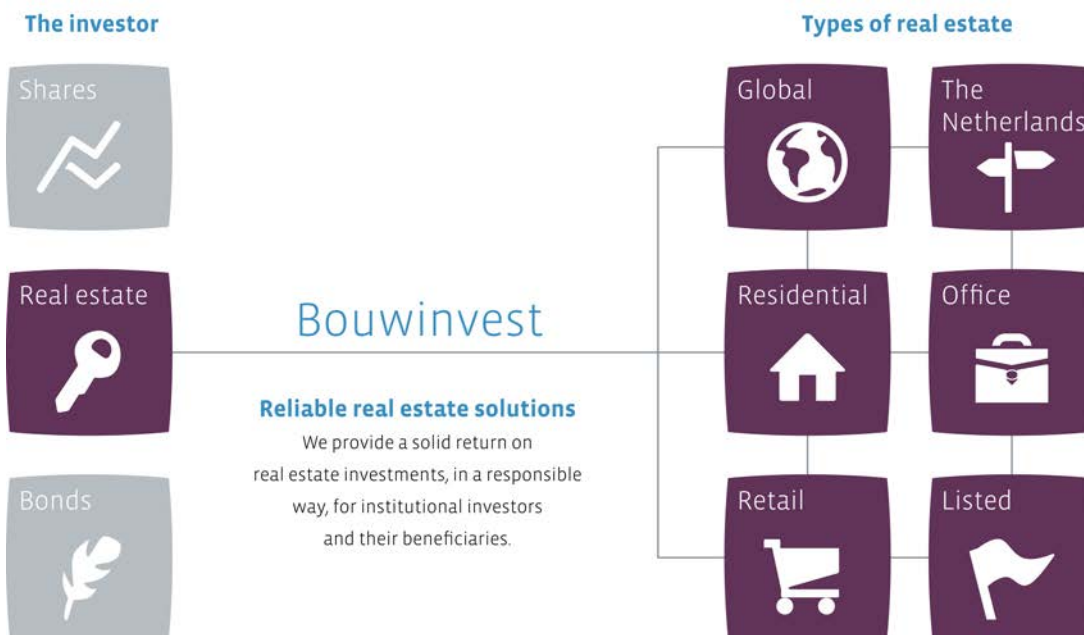 The investor
Shares
Real estate
Bonds
Bouwinvest
Reliable real estate solutions
We provide a solid return on
real estate investments, in a responsible
way, for institutional investors
and their beneficiaries.
Types of real estate
Global
The
Netherlands
Residential
Office
Retail
Listed